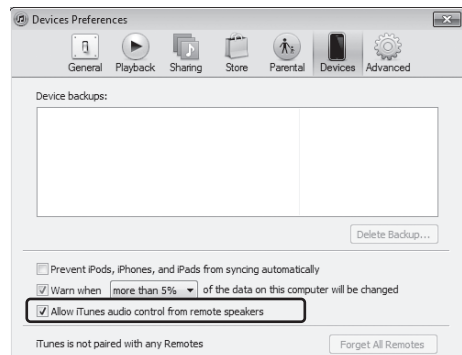 Devices Preferences
General Playback Sharing Store Parental Devices Advanced
Device backups:
Delete Backup...
Prevent iPods, iPhones, and iPads from syncing automatically
Warn when more than 5% of the data on this computer will be changed
Allow iTunes audio control from remote speakers
iTunes is not paired with any Remotes Forget All Remotes